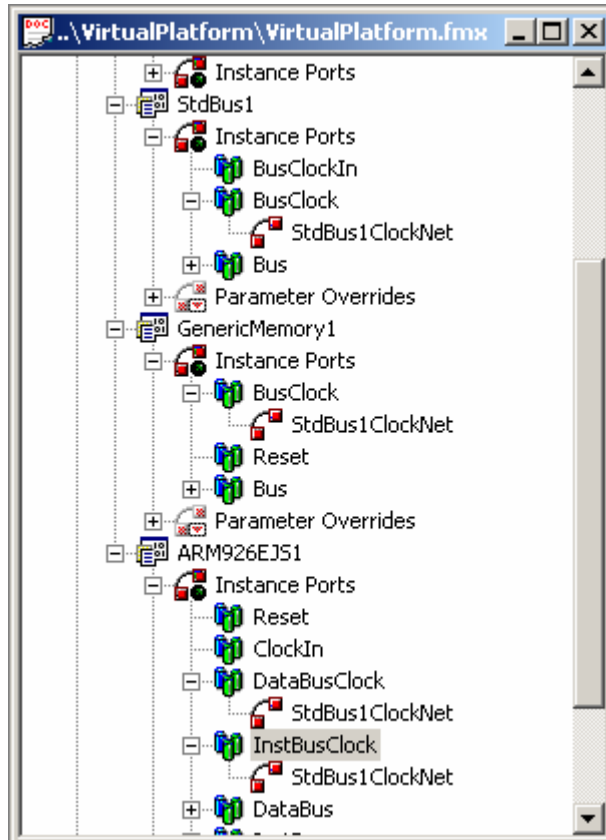 ..\VirtualPlatform\VirtualPlatform.fmx
Instance Ports
StdBus1
Instance Ports
BusClockIn
BusClock
StdBus1ClockNet
Bus
Parameter Overrides
GenericMemory1
Instance Ports
BusClock
StdBus1ClockNet
Reset
Bus
Parameter Overrides
ARM926EJS1
Instance Ports
Reset
ClockIn
DataBusClock
StdBus1ClockNet
InstBusClock
StdBus1ClockNet
DataBus